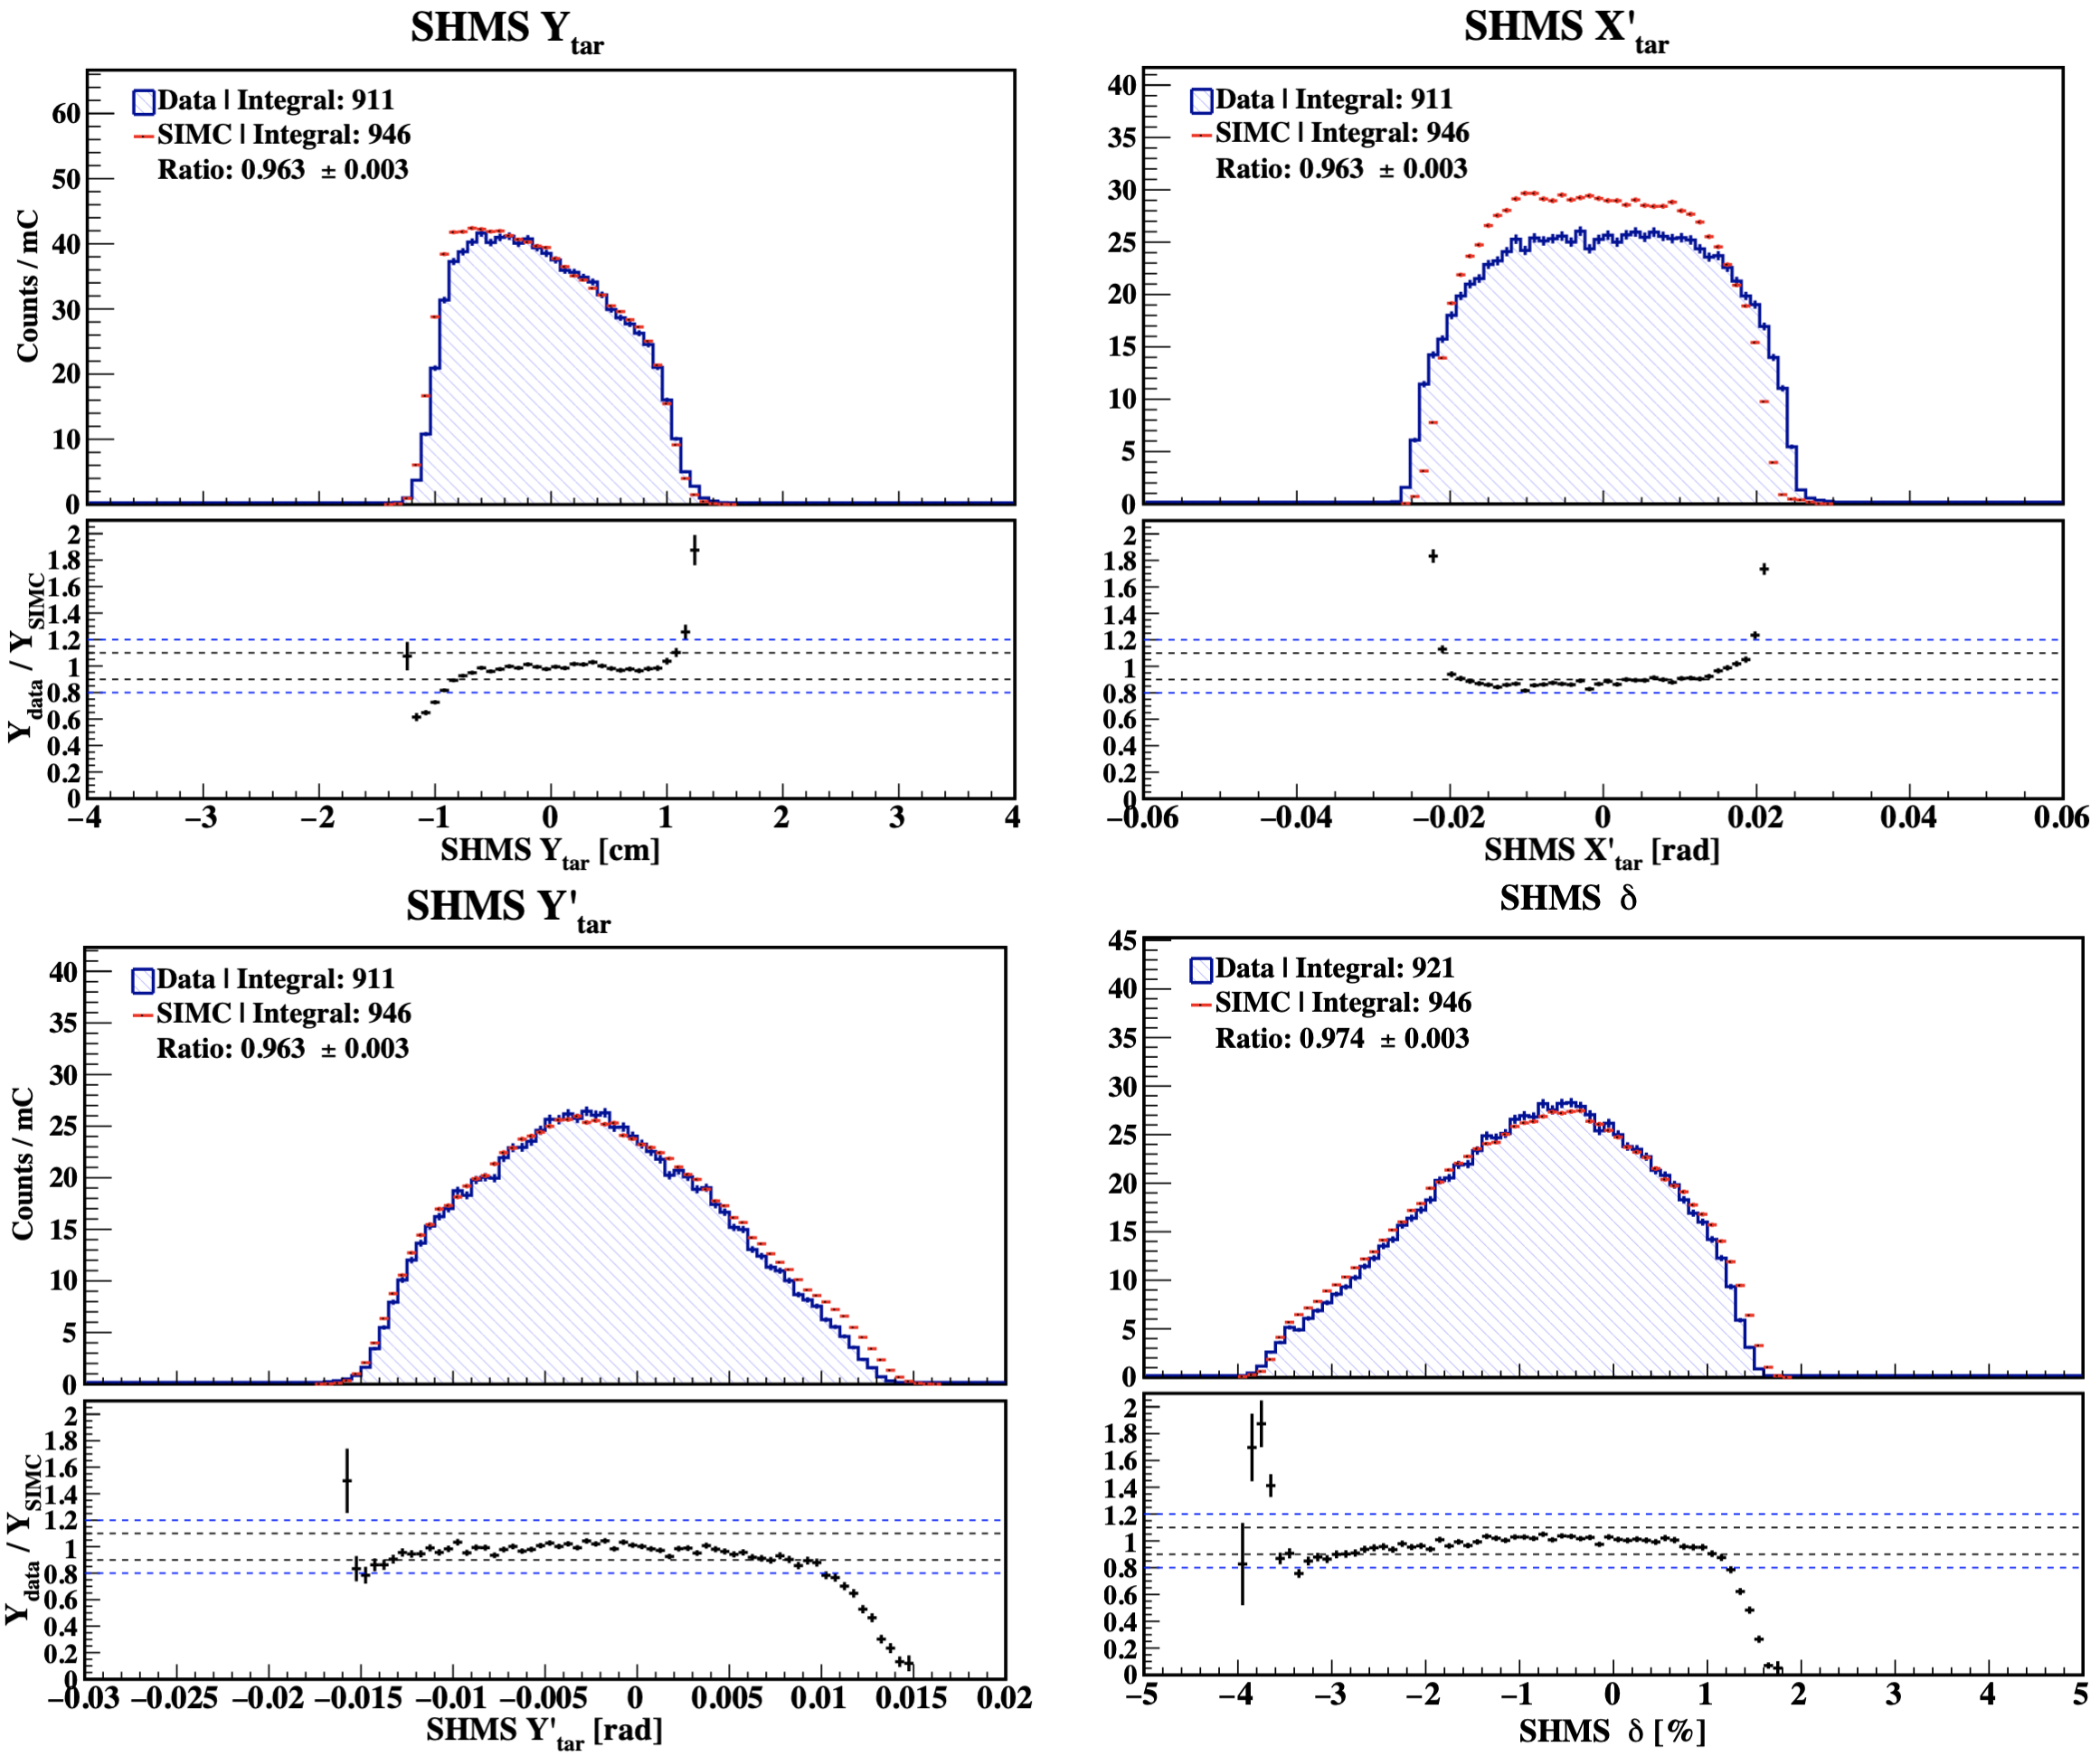 SHMS Ytar
Data | Integral: 911
SIMC | Integral: 946
Ratio: 0.963 ± 0.003
Counts / mC
60
50
40
30
20
10
0
Ydata / YSIMC
2
1.8
1.6
1.4
1.2
1
0.8
0.6
0.4
0.2
0
−4 −3 −2 −1 0 1 2 3 4
SHMS Ytar [cm]
SHMS X'tar
Data | Integral: 911
SIMC | Integral: 946
Ratio: 0.963 ± 0.003
40
35
30
25
20
15
10
5
0
2
1.8
1.6
1.4
1.2
1
0.8
0.6
0.4
0.2
0
−0.06 −0.04 −0.02 0 0.02 0.04 0.06
SHMS X'tar [rad]
SHMS Y'tar
Data | Integral: 911
SIMC | Integral: 946
Ratio: 0.963 ± 0.003
Counts / mC
40
35
30
25
20
15
10
5
0
Ydata / YSIMC
2
1.8
1.6
1.4
1.2
1
0.8
0.6
0.4
0.2
0
−0.03 −0.025 −0.02 −0.015 −0.01 −0.005 0 0.005 0.01 0.015 0.02
SHMS Y'tar [rad]
SHMS δ
Data | Integral: 921
SIMC | Integral: 946
Ratio: 0.974 ± 0.003
45
40
35
30
25
20
15
10
5
0
2
1.8
1.6
1.4
1.2
1
0.8
0.6
0.4
0.2
0
−5 −4 −3 −2 −1 0 1 2 3 4 5
SHMS δ [%]